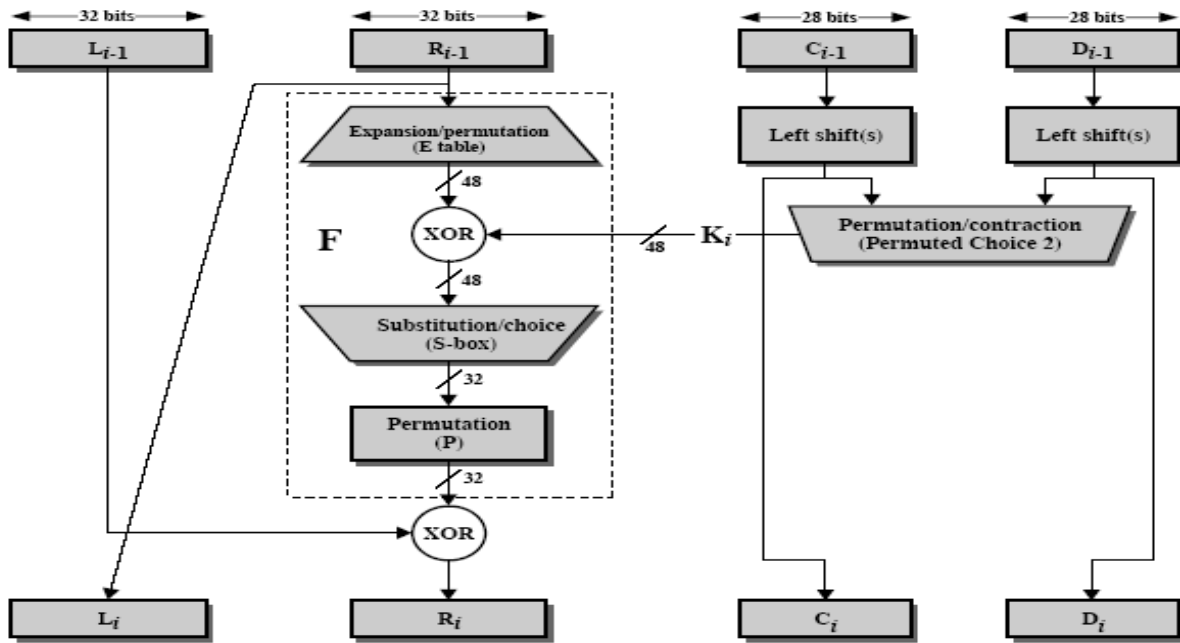 32 bits
32 bits
28 bits
28 bits
Li-1
Ri-1
Ci-1
Di-1
Expansion/permutation
(E table)
Left shift(s)
Left shift(s)
48
F
XOR
48
Ki
Permutation/contraction
(Permuted Choice 2)
48
Substitution/choice
(S-box)
32
Permutation
(P)
32
XOR
Li
Ri
Ci
Di